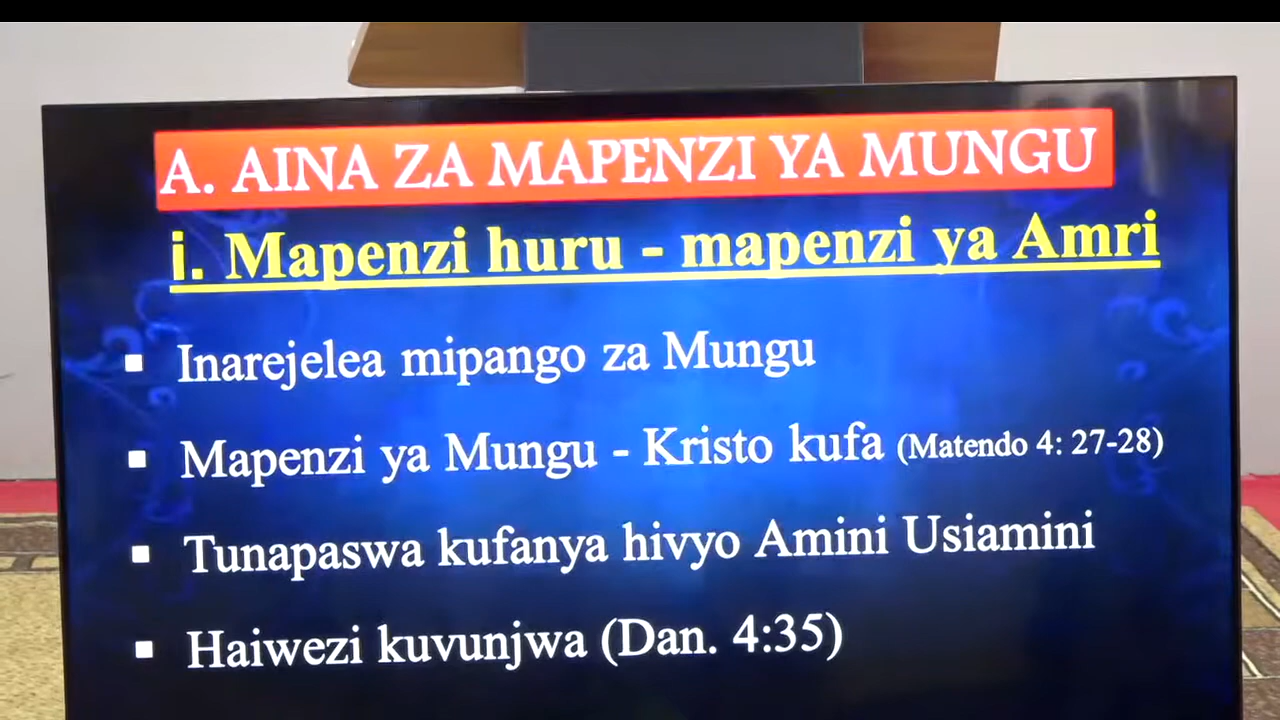 A. AINA ZA MAPENZI YA MUNGU
i. Mapenzi huru - mapenzi ya Amri
▪ Inarejelea mipango za Mungu
▪ Mapenzi ya Mungu - Kristo kufa (Matendo 4: 27-28)
▪ Tunapaswa kufanya hivyo Amini Usiamini
▪ Haiwezi kuvunjwa (Dan. 4:35)